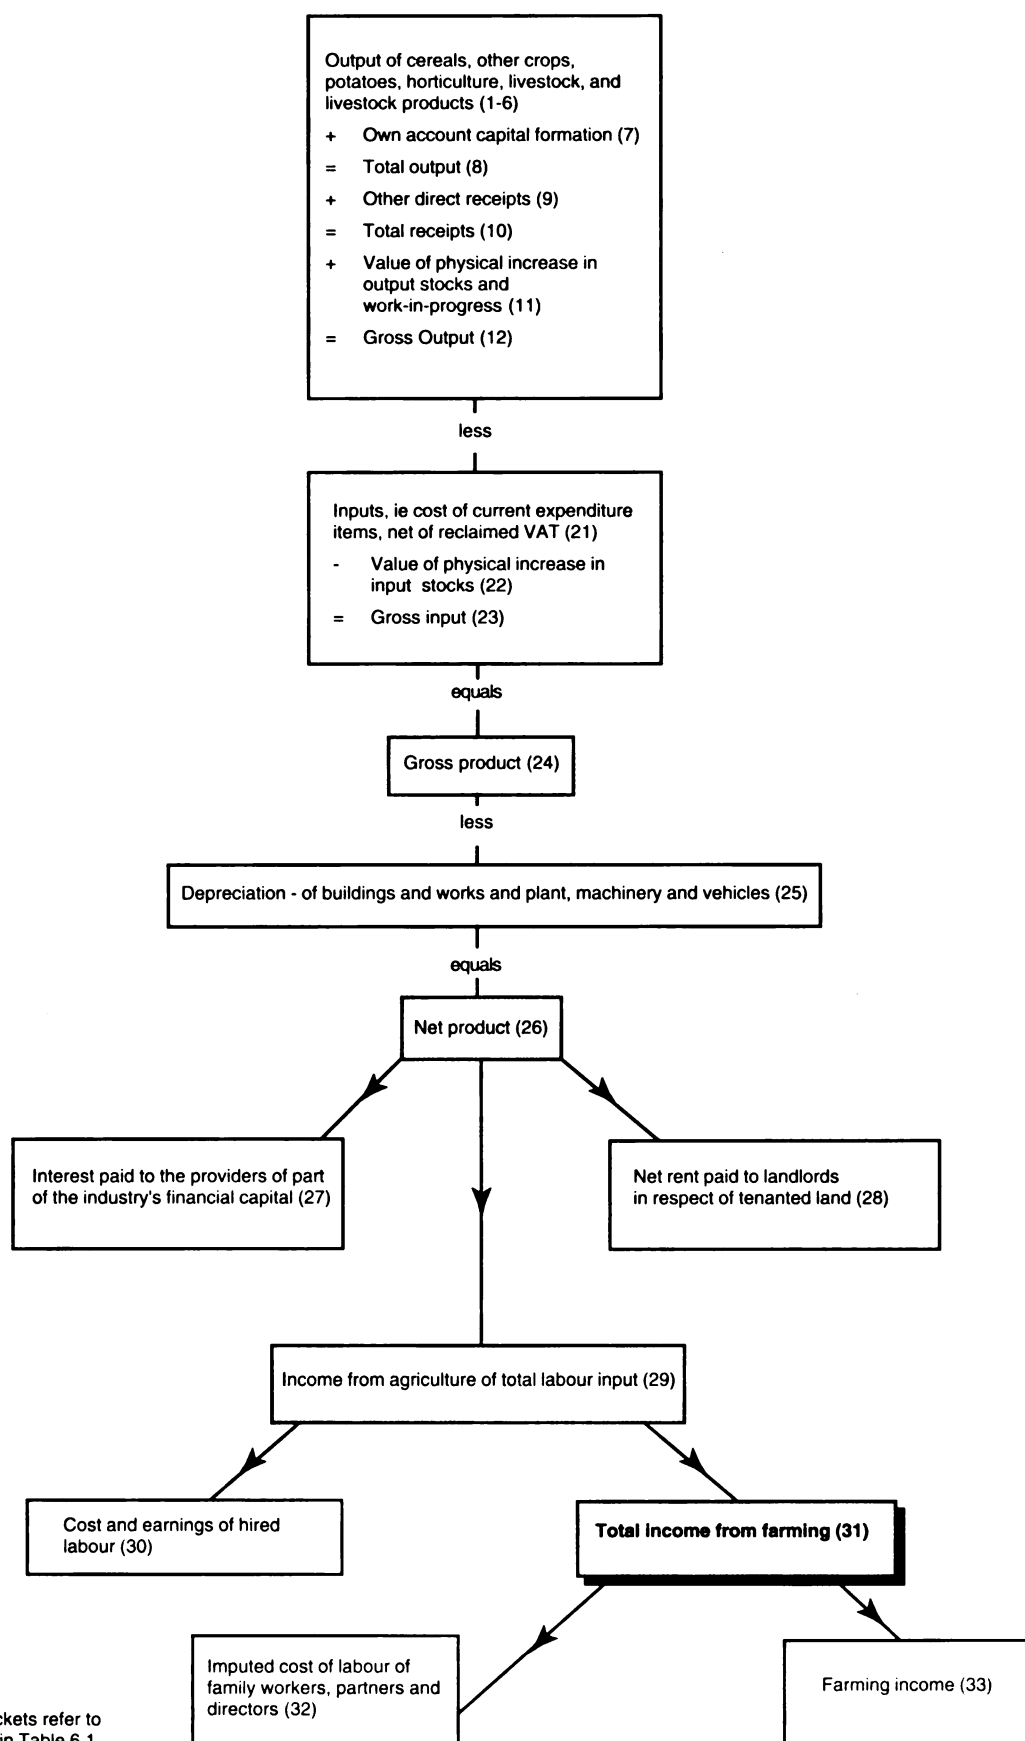 Output of cereals, other crops,
potatoes, horticulture, livestock, and
livestock products (1-6)
+ Own account capital formation (7)
= Total output (8)
+ Other direct receipts (9)
= Total receipts (10)
+ Value of physical increase in
output stocks and
work-in-progress (11)
= Gross Output (12)
less
Inputs, ie cost of current expenditure
items, net of reclaimed VAT (21)
- Value of physical increase in
input stocks (22)
= Gross input (23)
equals
Gross product (24)
less
Depreciation - of buildings and works and plant, machinery and vehicles (25)
equals
Net product (26)
Interest paid to the providers of part
of the industry's financial capital (27)
Net rent paid to landlords
in respect of tenanted land (28)
Income from agriculture of total labour input (29)
Cost and earnings of hired
labour (30)
Total income from farming (31)
Imputed cost of labour of
family workers, partners and
directors (32)
Farming income (33)
refer to
in Table 6.1